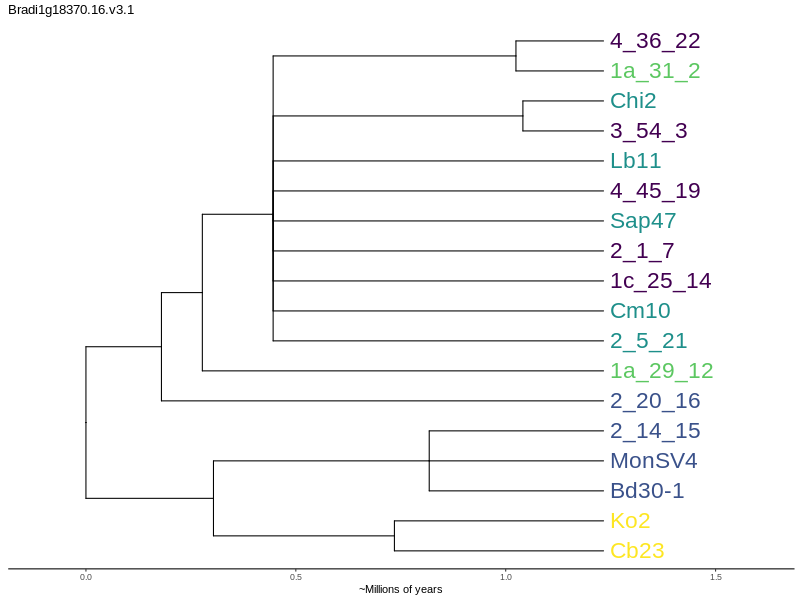 Bradi1g18370.16.v3.1
4_36_22
1a_31_2
Chi2
3_54_3
Lb11
4_45_19
Sap47
2_1_7
1c_25_14
Cm10
2_5_21
1a_29_12
2_20_16
2_14_15
MonSV4
Bd30-1
Ko2
Cb23
0.0 0.5 1.0 1.5
~Millions of years